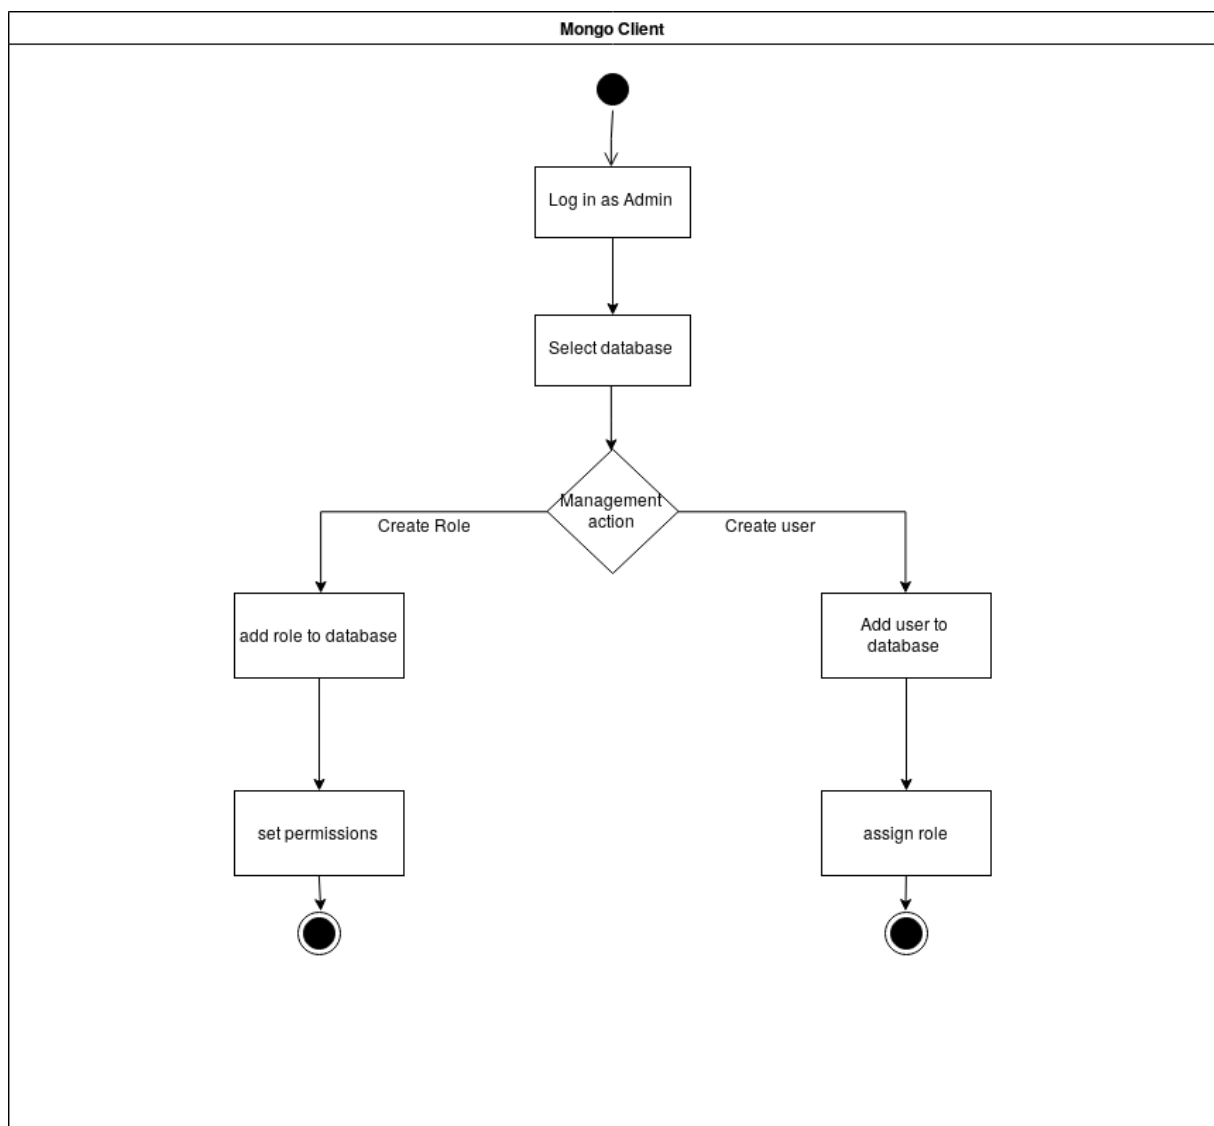 Mongo Client
Log in as Admin
Select database
Management
action
Create Role
Create user
add role to database
Add user to
database
set permissions
assign role